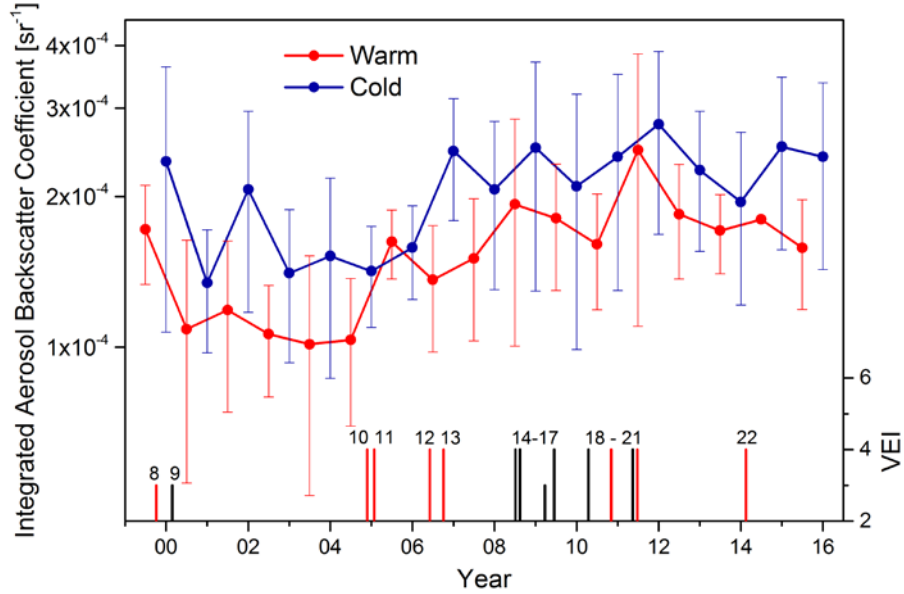 Integrated Aerosol Backscatter Coefficient [sr⁻¹]
4x10⁻⁴
3x10⁻⁴
2x10⁻⁴
1x10⁻⁴
Warm
Cold
6
4
2
VEI
8 9
10 11
12 13
14-17
18 - 21
22
00 02 04 06 08 10 12 14 16
Year